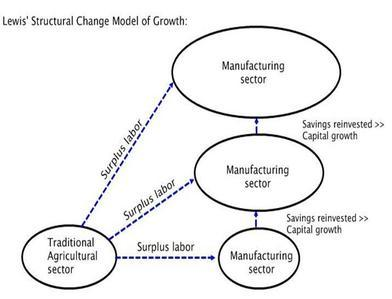 Lewis' Structural Change Model of Growth:
Manufacturing
sector
Surplus labor
Savings reinvested >>
Capital growth
Manufacturing
sector
Surplus labor
Savings reinvested >>
Capital growth
Traditional
Agricultural
sector
Surplus labor
Manufacturing
sector